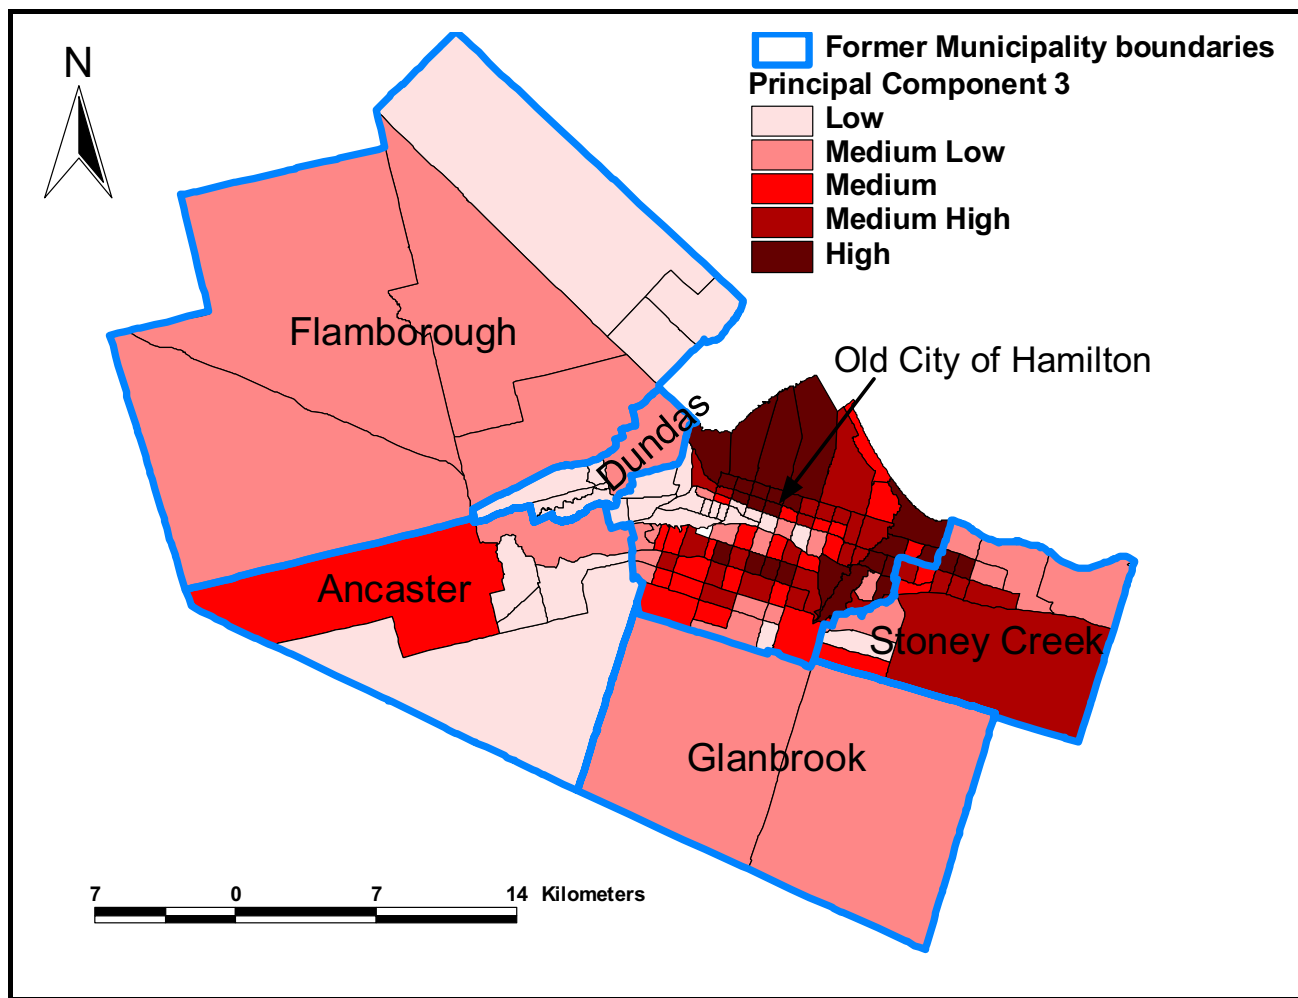 N
Former Municipality boundaries
Principal Component 3
Low
Medium Low
Medium
Medium High
High
Flamborough
Old City of Hamilton
Dundas
Ancaster
Stoney Creek
Glanbrook
7 0 7 14 Kilometers